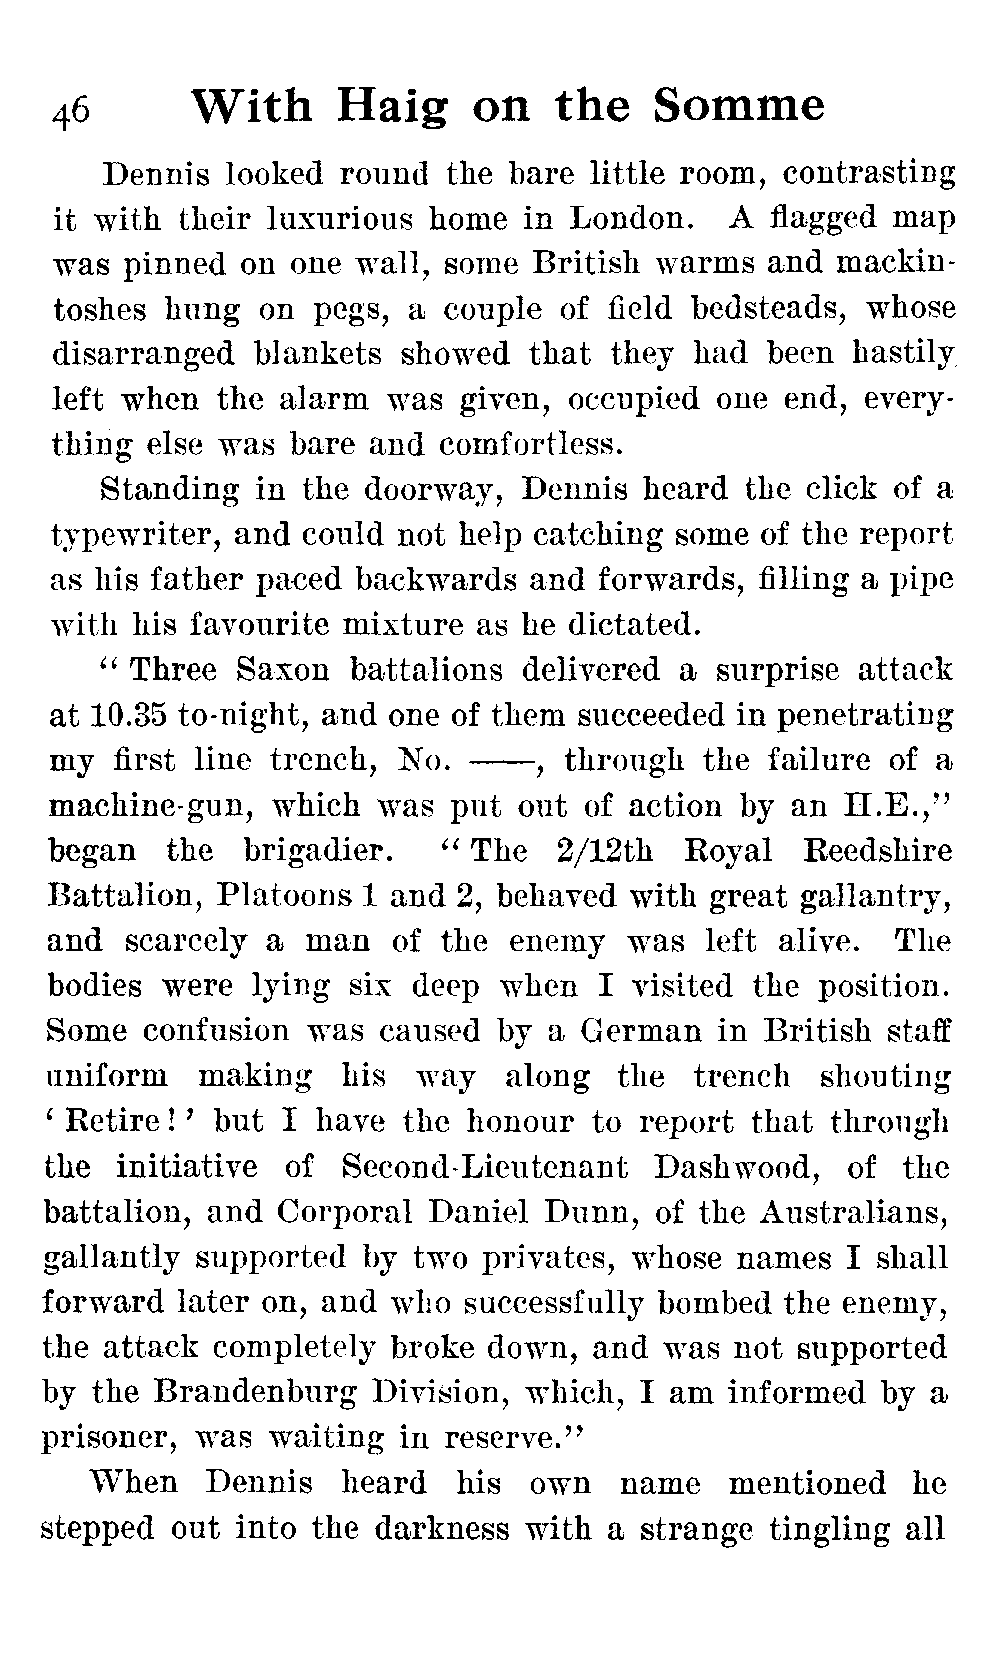 46 With Haig on the Somme
Dennis looked round the bare little room, contrasting
it with their luxurious home in London. A flagged map
was pinned on one wall, some British warms and mackin-
toshes hung on pegs, a couple of field bedsteads, whose
disarranged blankets showed that they had been hastily
left when the alarm was given, occupied one end, every-
thing else was bare and comfortless.
Standing in the doorway, Dennis heard the click of a
typewriter, and could not help catching some of the report
as his father paced backwards and forwards, filling a pipe
with his favourite mixture as he dictated.
“ Three Saxon battalions delivered a surprise attack
at 10.35 to-night, and one of them succeeded in penetrating
my first line trench, No. ——, through the failure of a
machine-gun, which was put out of action by an H.E.,”
began the brigadier. “ The 2/12th Royal Reedshire
Battalion, Platoons 1 and 2, behaved with great gallantry,
and scarcely a man of the enemy was left alive. The
bodies were lying six deep when I visited the position.
Some confusion was caused by a German in British staff
uniform making his way along the trench shouting
‘ Retire! ’ but I have the honour to report that through
the initiative of Second-Lieutenant Dashwood, of the
battalion, and Corporal Daniel Dunn, of the Australians,
gallantly supported by two privates, whose names I shall
forward later on, and who successfully bombed the enemy,
the attack completely broke down, and was not supported
by the Brandenburg Division, which, I am informed by a
prisoner, was waiting in reserve.”
When Dennis heard his own name mentioned he
stepped out into the darkness with a strange tingling all